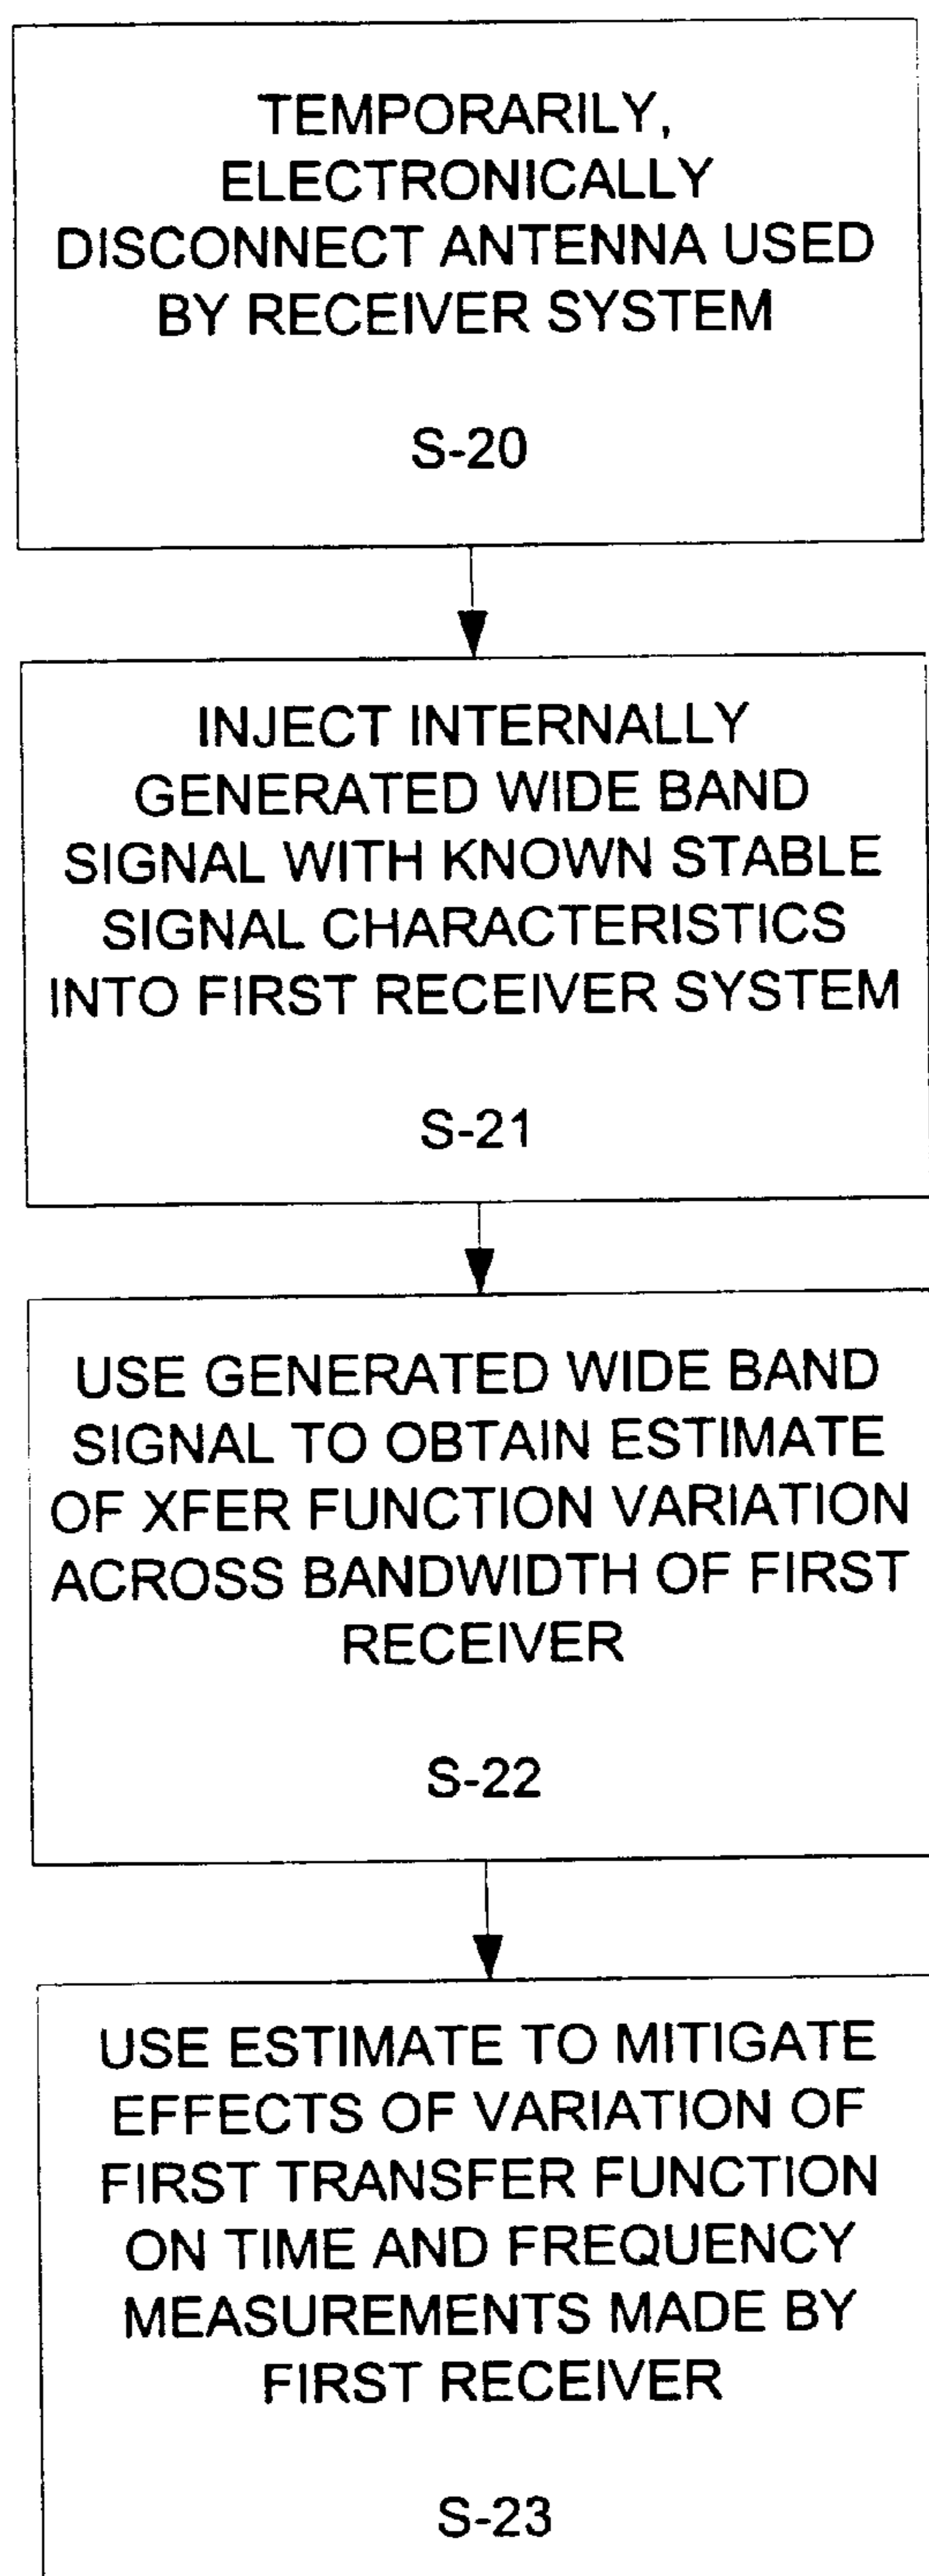 TEMPORARILY,
ELECTRONICALLY
DISCONNECT ANTENNA USED
BY RECEIVER SYSTEM
S-20
INJECT INTERNALLY
GENERATED WIDE BAND
SIGNAL WITH KNOWN STABLE
SIGNAL CHARACTERISTICS
INTO FIRST RECEIVER SYSTEM
S-21
USE GENERATED WIDE BAND
SIGNAL TO OBTAIN ESTIMATE
OF XFER FUNCTION VARIATION
ACROSS BANDWIDTH OF FIRST
RECEIVER
S-22
USE ESTIMATE TO MITIGATE
EFFECTS OF VARIATION OF
FIRST TRANSFER FUNCTION
ON TIME AND FREQUENCY
MEASUREMENTS MADE BY
FIRST RECEIVER
S-23